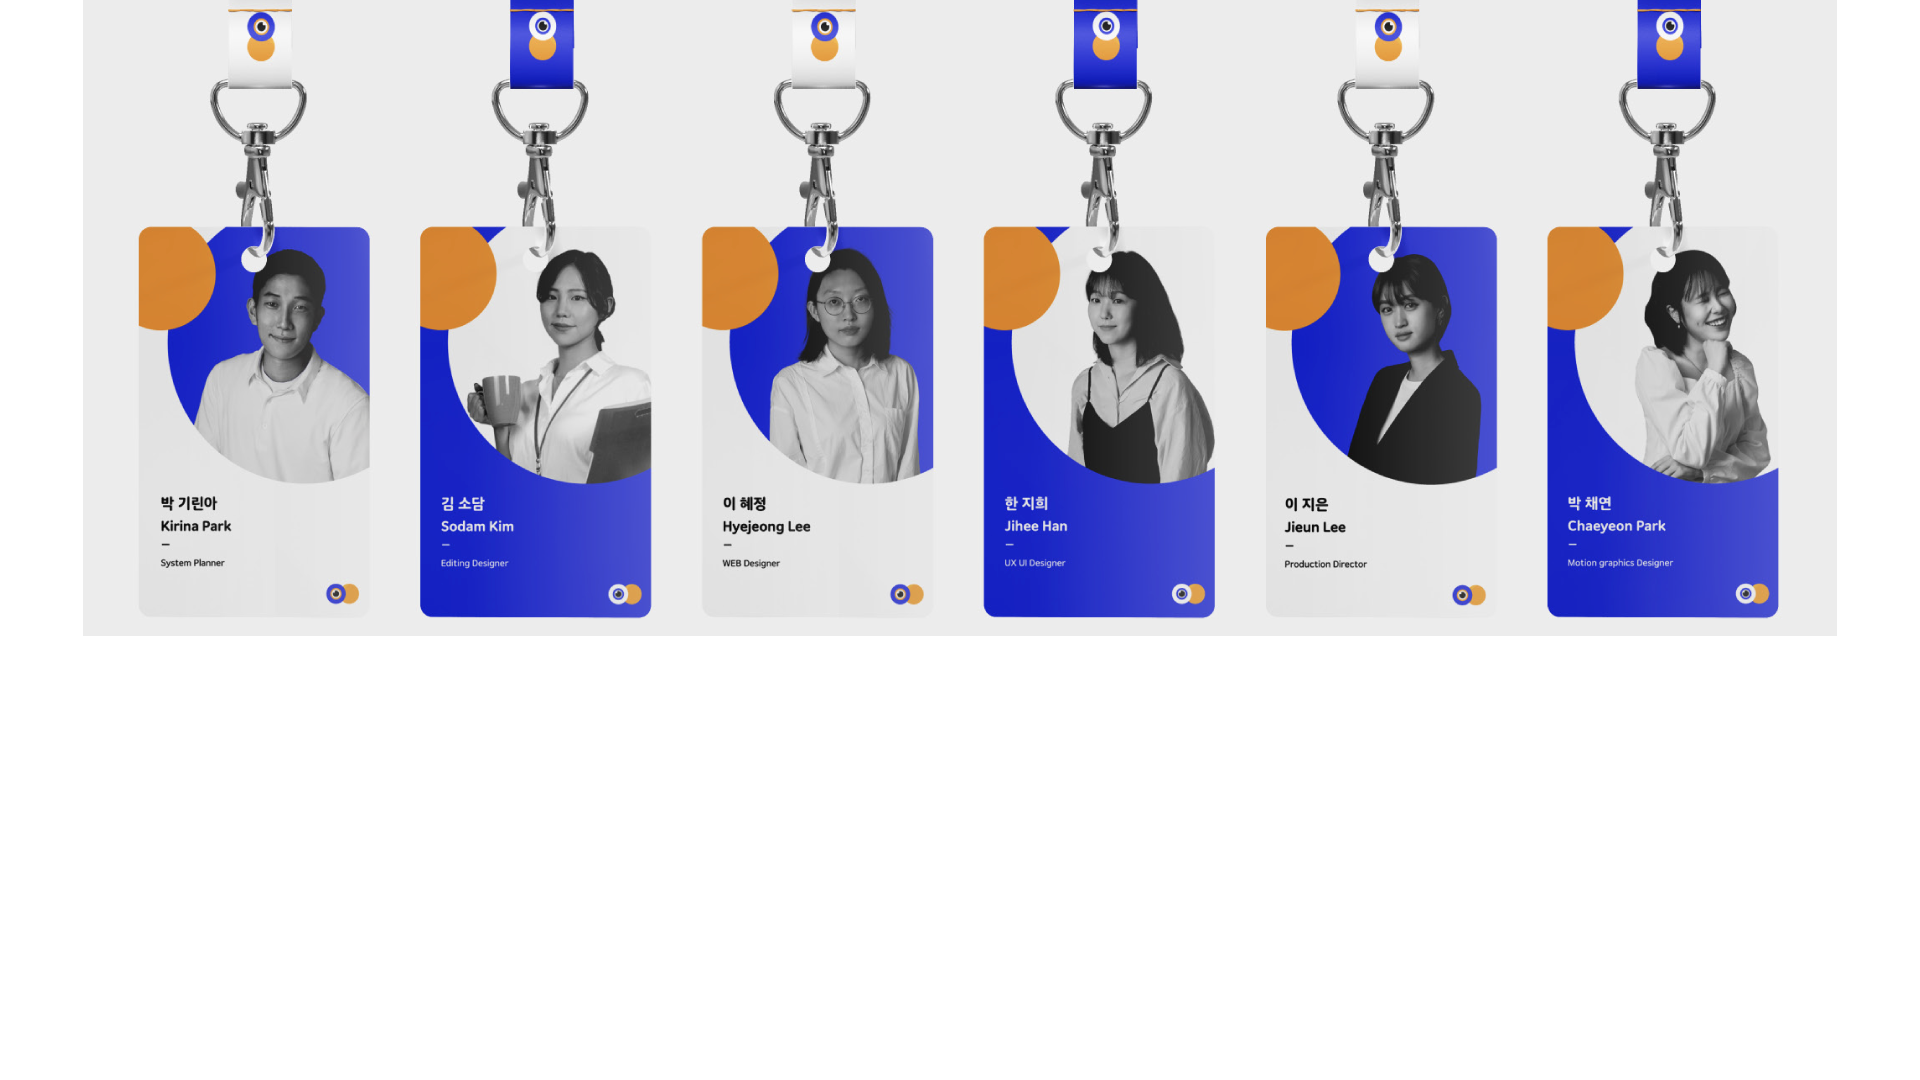 박 기린아
Kirina Park
–
System Planner
김 소담
Sodam Kim
–
Editing Designer
이 혜정
Hyejeong Lee
–
WEB Designer
한 지희
Jihee Han
–
UX UI Designer
이 지은
Jieun Lee
–
Production Director
박 채연
Chaeyeon Park
–
Motion graphics Designer